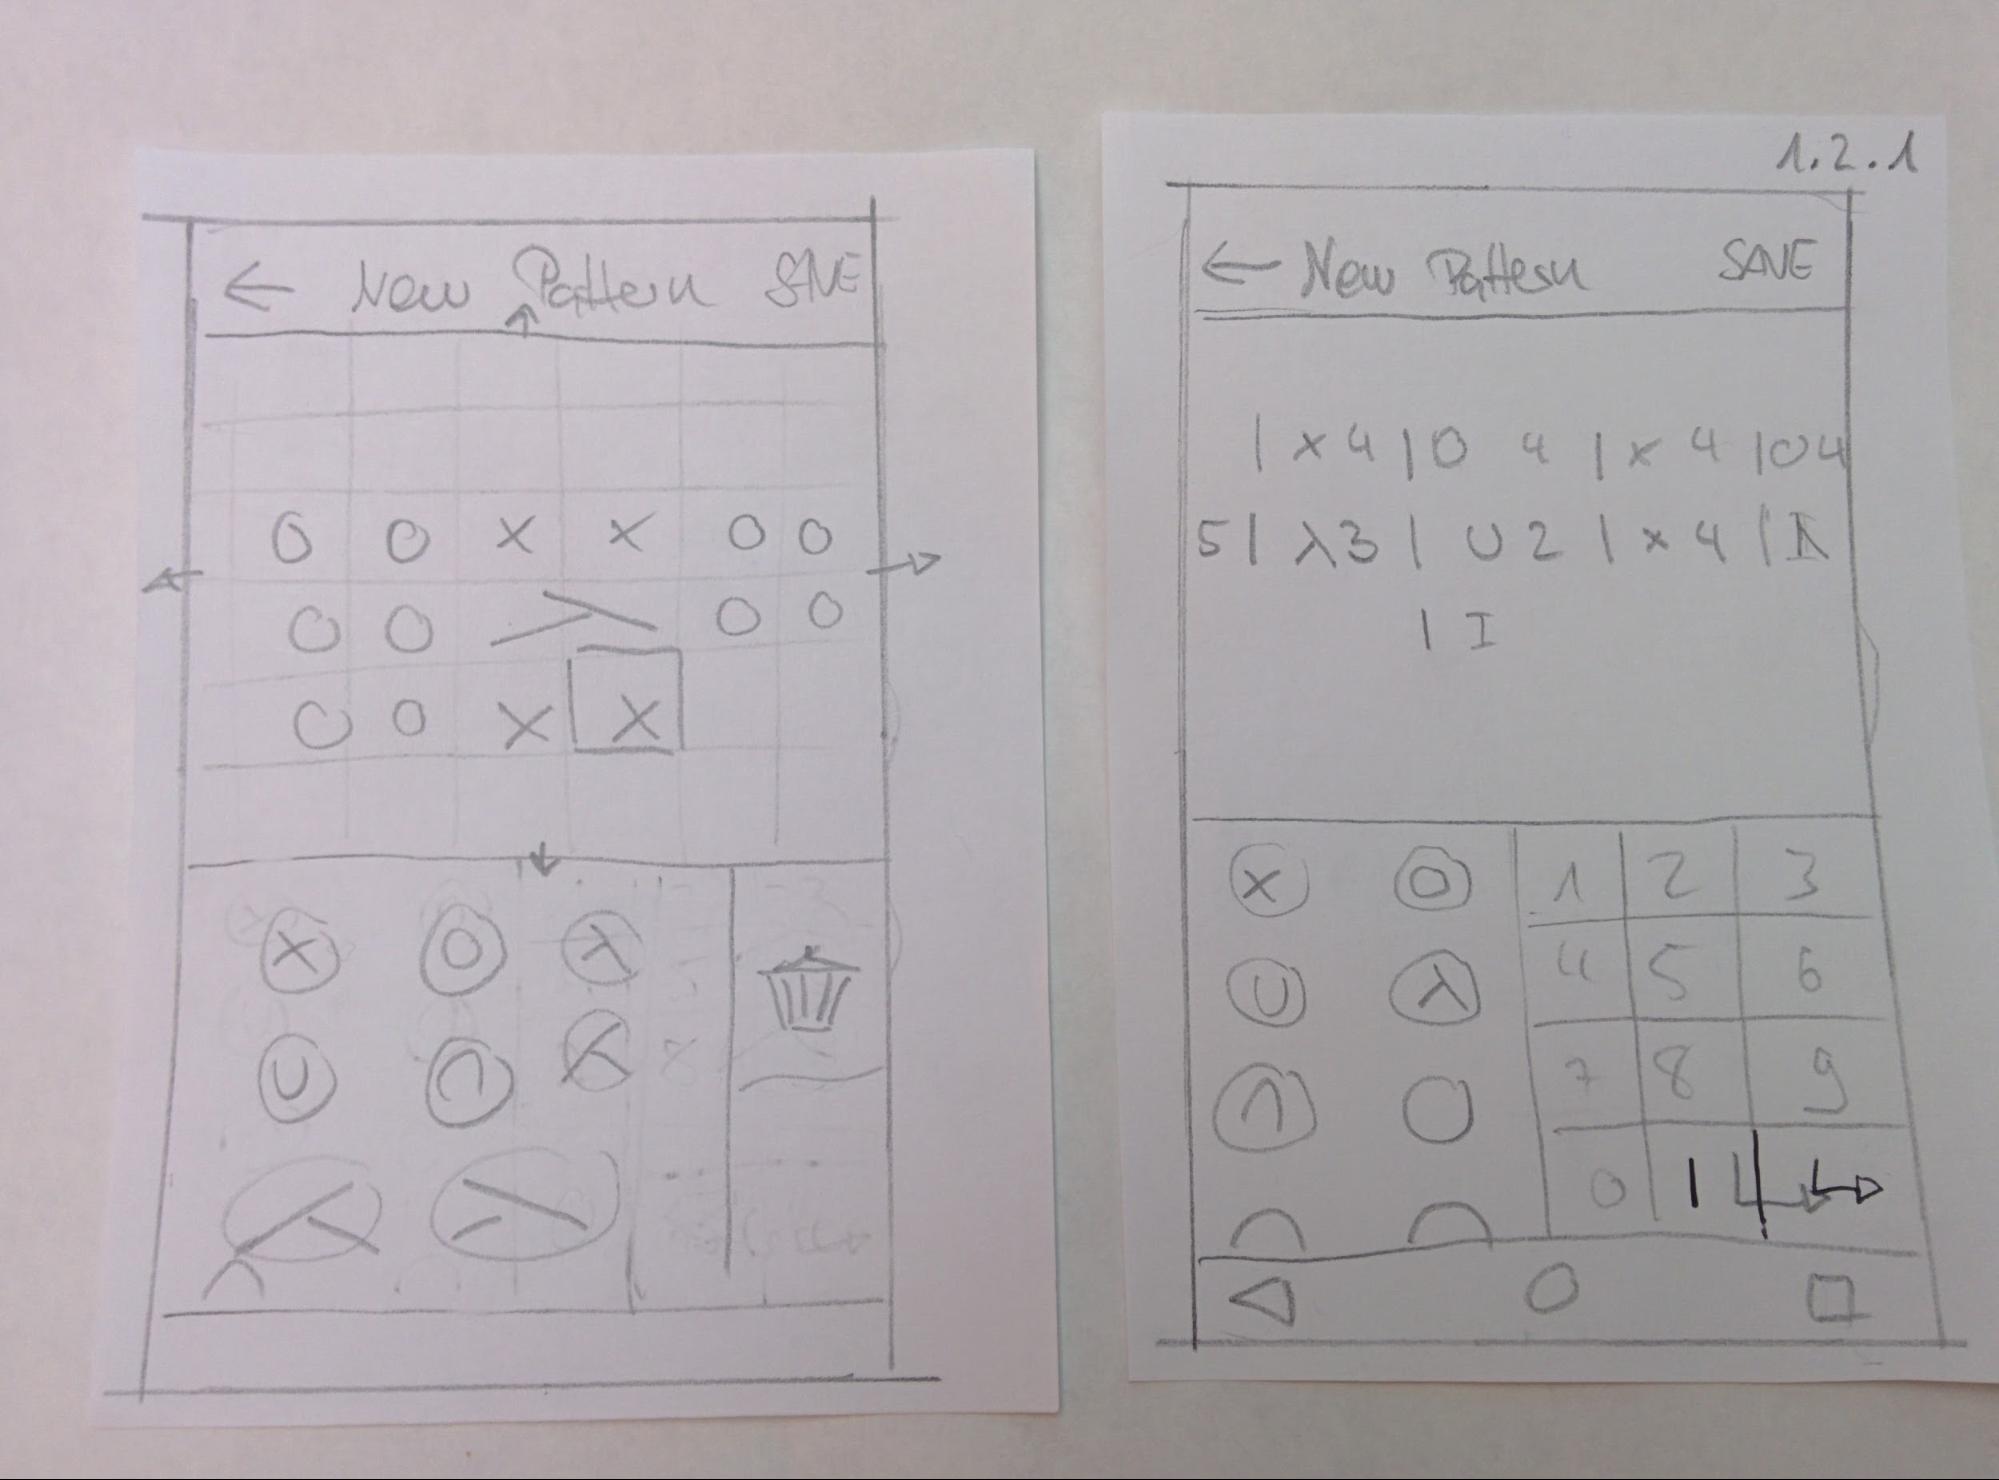 ← New Pattern SAVE
O O X X O O
O O O O
O O X X
X O λ
U ∩
1.2.1
← New Pattern SAVE
| x 4 | O 4 | x 4 | O 4
5 | λ 3 | U 2 | x 4 |
| I
X O 1 2 3
U λ 4 5 6
∩ 7 8 9
0 |